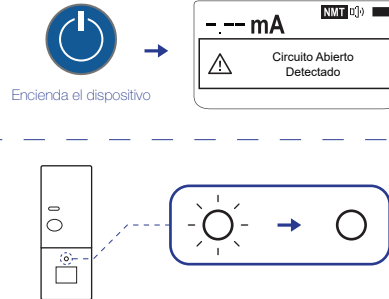 -.-- mA
NMT
Circuito Abierto
Detectado
Encienda el dispositivo